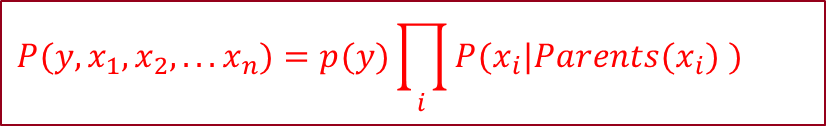 P(y, x₁, x₂, … xₙ) = p(y) ∏ᵢ P(xᵢ|Parents(xᵢ) )